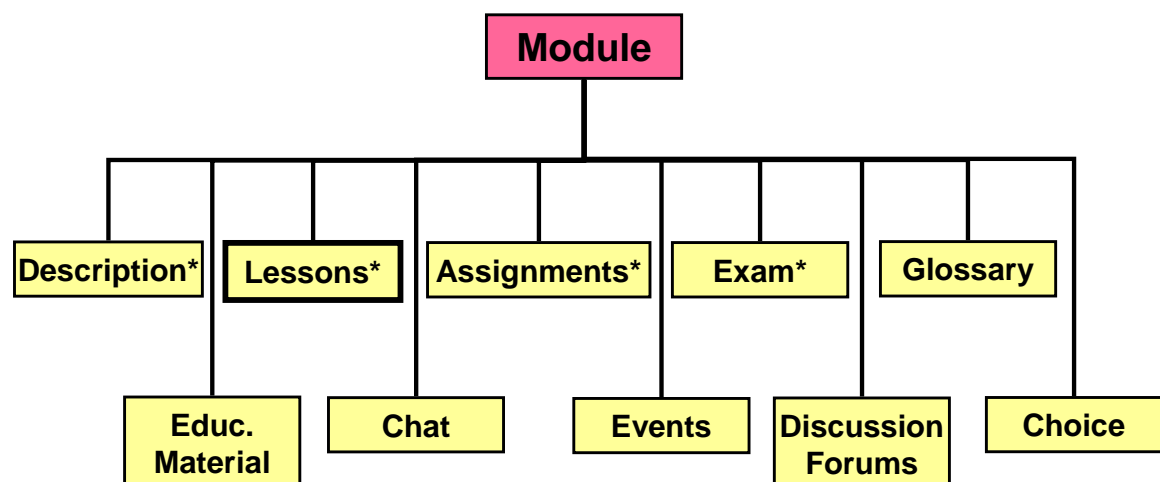 Module
Description*
Lessons*
Assignments*
Exam*
Glossary
Educ.
Material
Chat
Events
Discussion
Forums
Choice